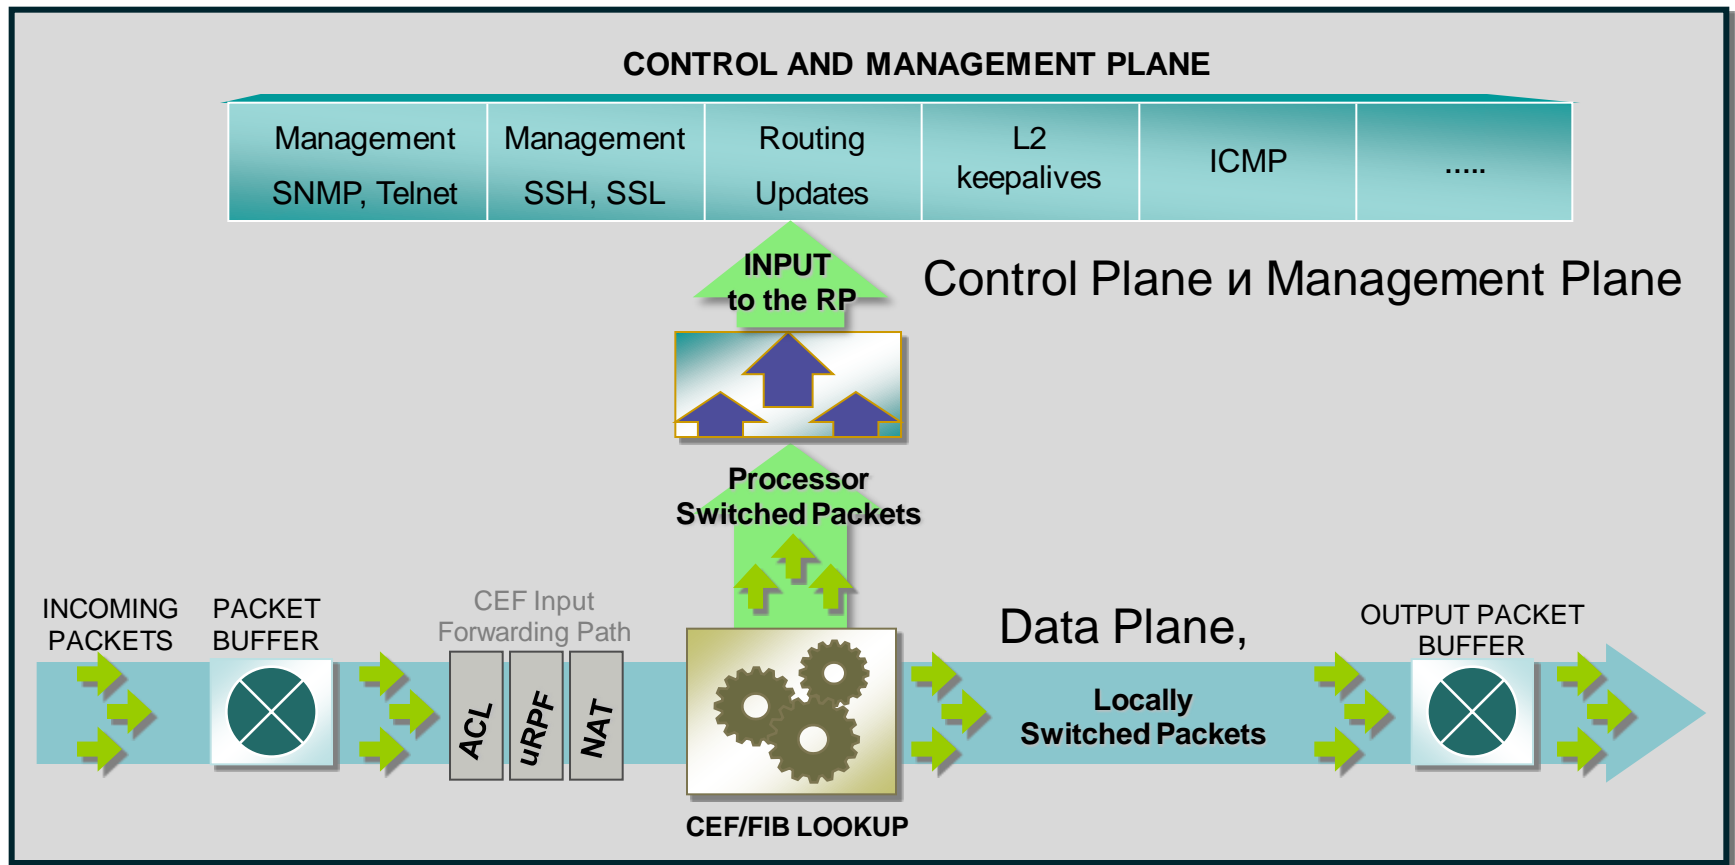 CONTROL AND MANAGEMENT PLANE
Management
SNMP, Telnet
Management
SSH, SSL
Routing
Updates
L2
keepalives
ICMP
…..
INPUT
to the RP
Control Plane и Management Plane
Processor
Switched Packets
INCOMING
PACKETS
PACKET
BUFFER
CEF Input
Forwarding Path
ACL
uRPF
NAT
CEF/FIB LOOKUP
Data Plane,
Locally
Switched Packets
OUTPUT PACKET
BUFFER